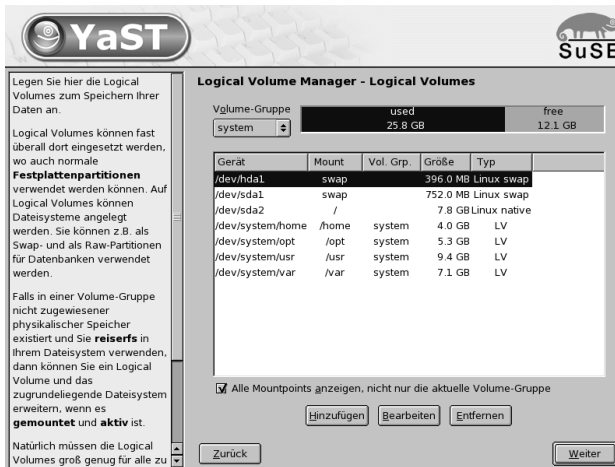 YaST
SuSE
Legen Sie hier die Logical
Volumes zum Speichern Ihrer
Daten an.
Logical Volumes können fast
überall dort eingesetzt werden,
wo auch normale
Festplattenpartitionen
verwendet werden können. Auf
Logical Volumes können
Dateisysteme angelegt
werden. Sie können z.B. als
Swap- und als Raw-Partitionen
für Datenbanken verwendet
werden.
Falls in einer Volume-Gruppe
nicht zugewiesener
physikalischer Speicher
existiert und Sie reiserfs in
Ihrem Dateisystem verwenden,
dann können Sie ein Logical
Volume und das
zugrundeliegende Dateisystem
erweitern, wenn es
gemountet und aktiv ist.
Natürlich müssen die Logical
Volumes groß genug für alle zu
Logical Volume Manager - Logical Volumes
Volume-Gruppe
system
used
25.8 GB
free
12.1 GB
Gerät Mount Vol. Grp. Größe Typ
/dev/hda1 swap 396.0 MB Linux swap
/dev/sda1 swap 752.0 MB Linux swap
/dev/sda2 / 7.8 GB Linux native
/dev/system/home /home system 4.0 GB LV
/dev/system/opt /opt system 5.3 GB LV
/dev/system/usr /usr system 9.4 GB LV
/dev/system/var /var system 7.1 GB LV
Alle Mountpoints anzeigen, nicht nur die aktuelle Volume-Gruppe
Hinzufügen Bearbeiten Entfernen
Zurück Weiter